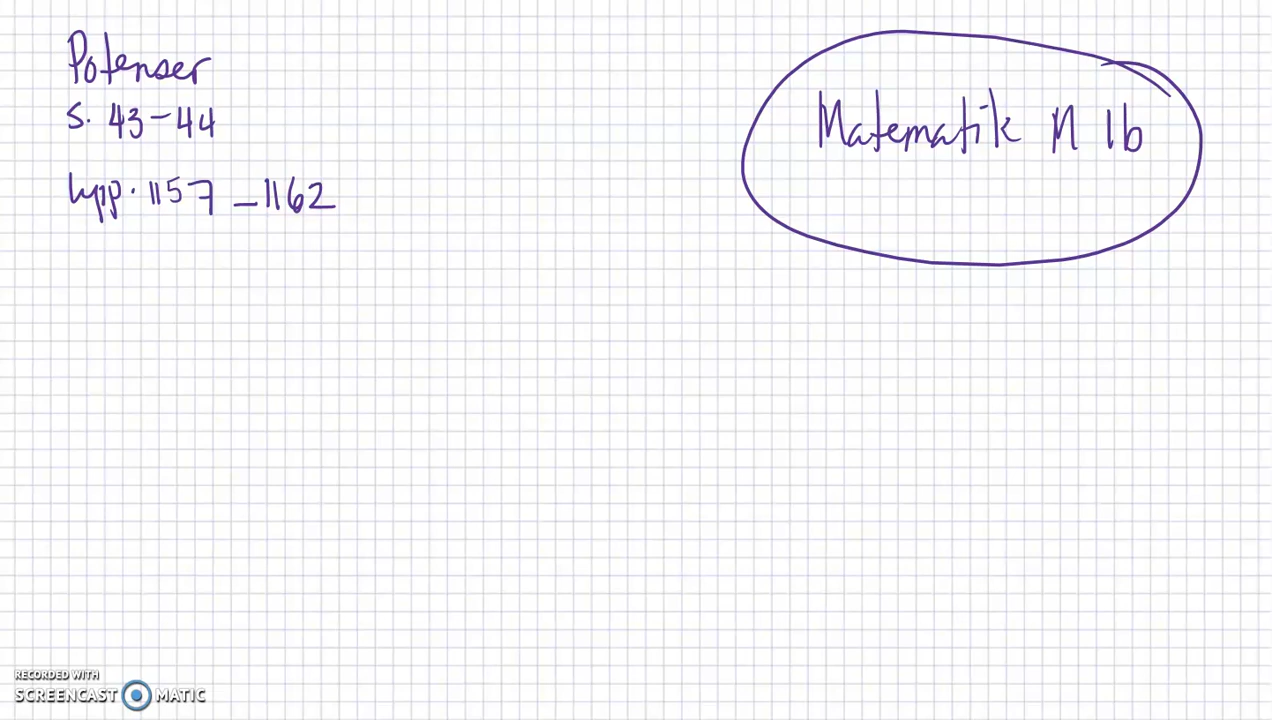 Potenser
s. 43-44
upp. 1157-1162
Matematik M 1b
RECORDED WITH
SCREENCAST MATIC